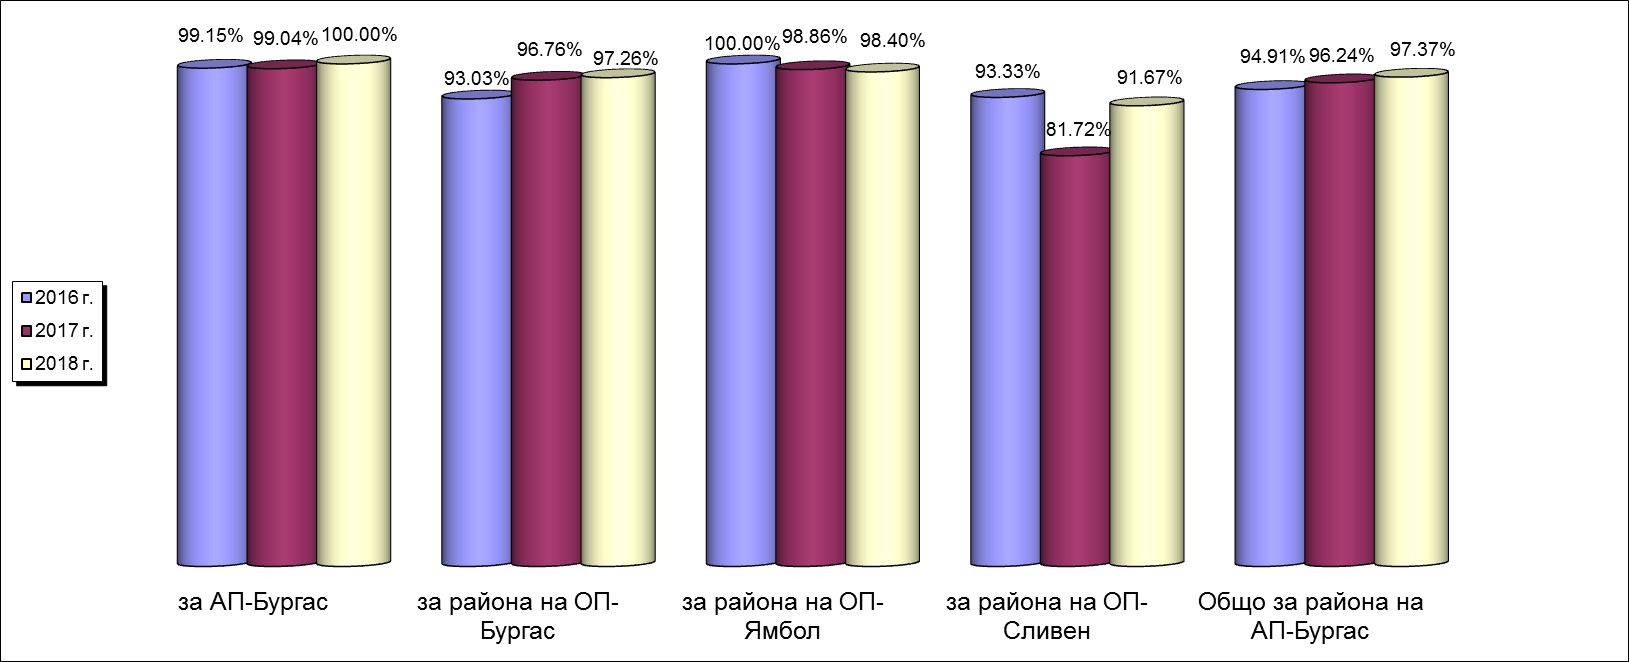 99.15% 99.04% 100.00%
93.03% 96.76% 97.26%
100.00% 98.86% 98.40%
93.33% 81.72% 91.67%
94.91% 96.24% 97.37%
2016 г.
2017 г.
2018 г.
за АП-Бургас
за района на ОП-
Бургас
за района на ОП-
Ямбол
за района на ОП-
Сливен
Общо за района на
АП-Бургас